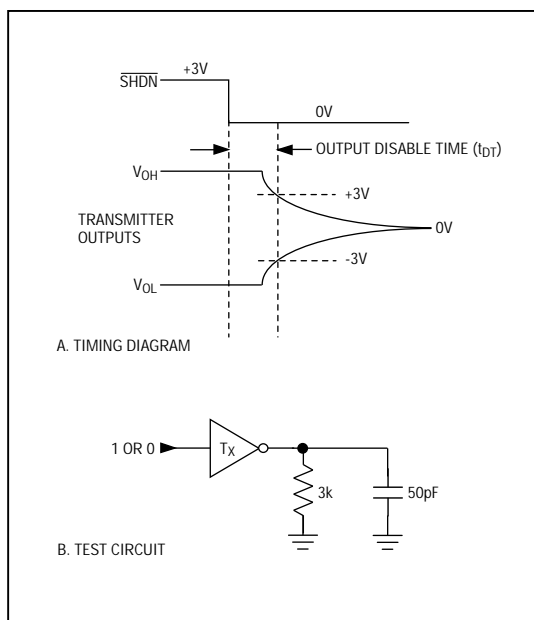 +3V
SHDN
0V
OUTPUT DISABLE TIME (tDT)
VOH
+3V
TRANSMITTER
OUTPUTS
0V
-3V
VOL
A. TIMING DIAGRAM
1 OR 0
TX
3k
50pF
B. TEST CIRCUIT